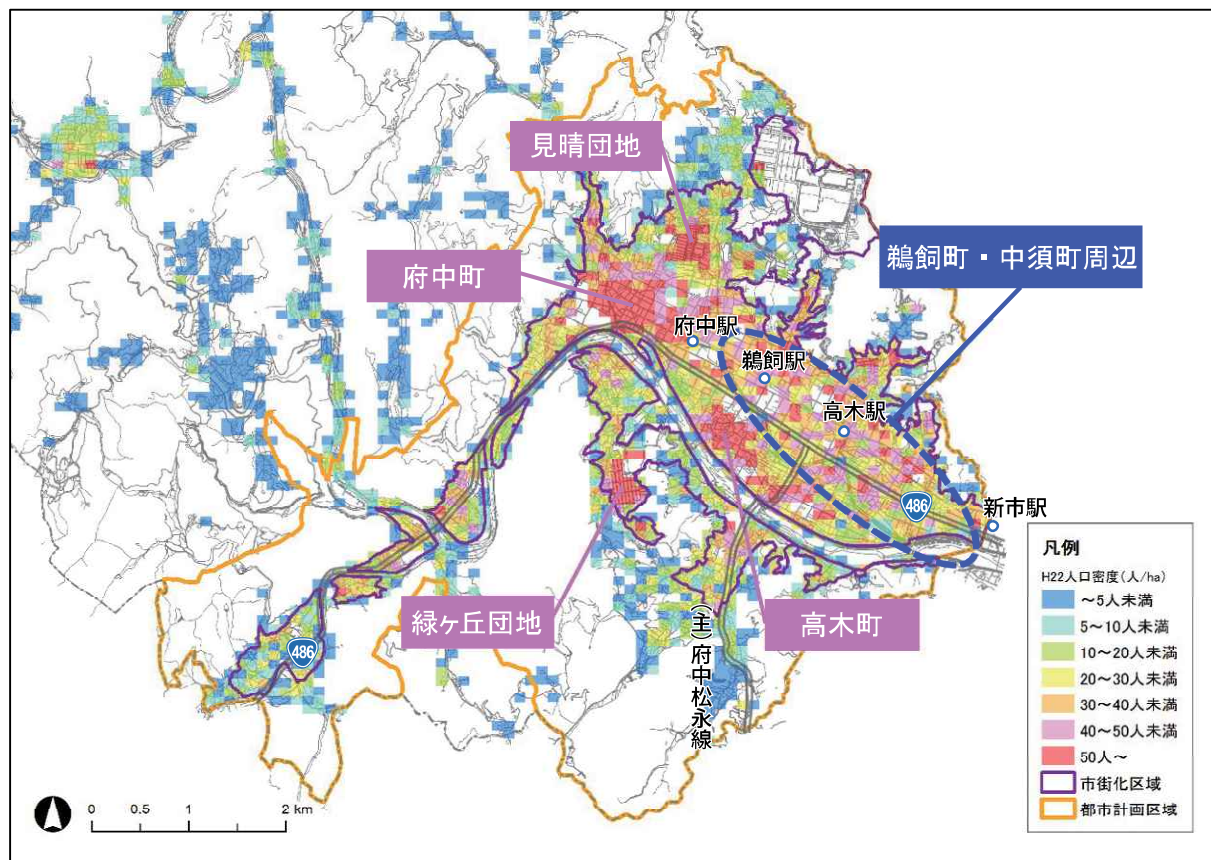 見晴団地
鵜飼町・中須町周辺
府中町
府中駅
鵜飼駅
高木駅
486
新市駅
緑ヶ丘団地
高木町
486
(主)府中松永線
凡例
H22人口密度(人/ha)
~5人未満
5~10人未満
10~20人未満
20~30人未満
30~40人未満
40~50人未満
50人~
市街化区域
都市計画区域
0 0.5 1 2 km